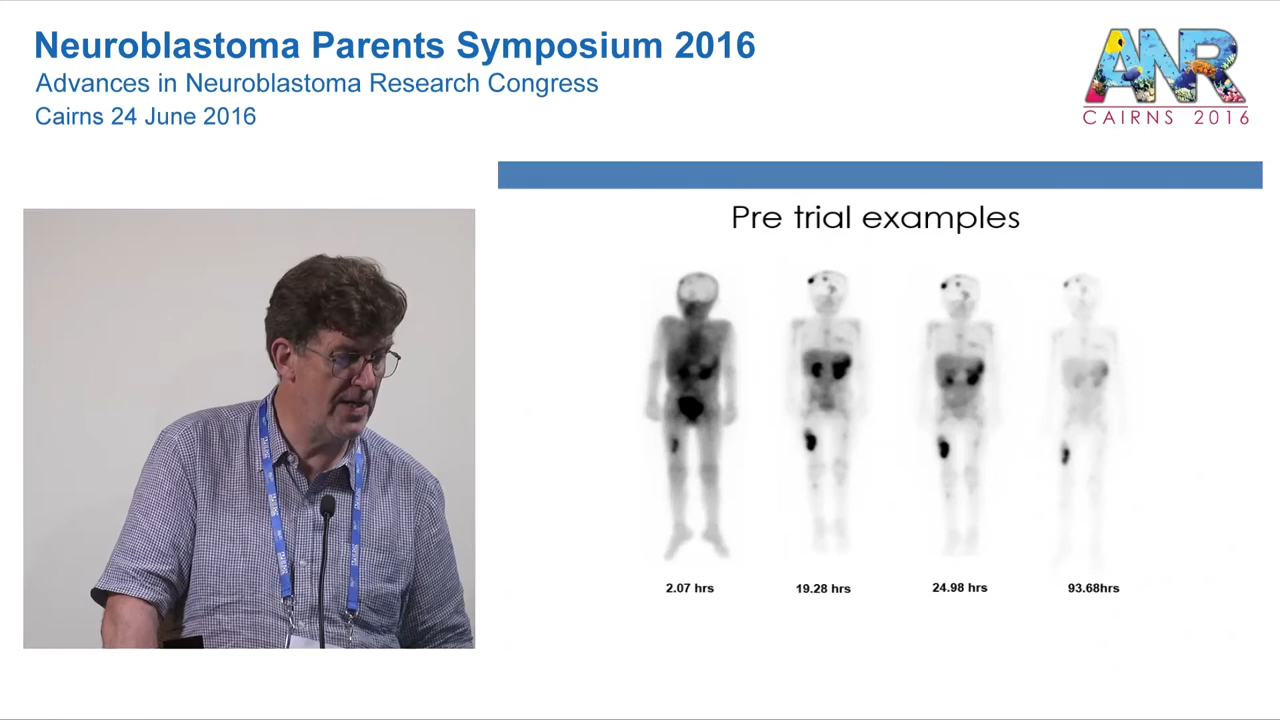 Neuroblastoma Parents Symposium 2016
Advances in Neuroblastoma Research Congress
Cairns 24 June 2016
ANR
CAIRNS 2016
Pre trial examples
2.07 hrs
19.28 hrs
24.98 hrs
93.68hrs